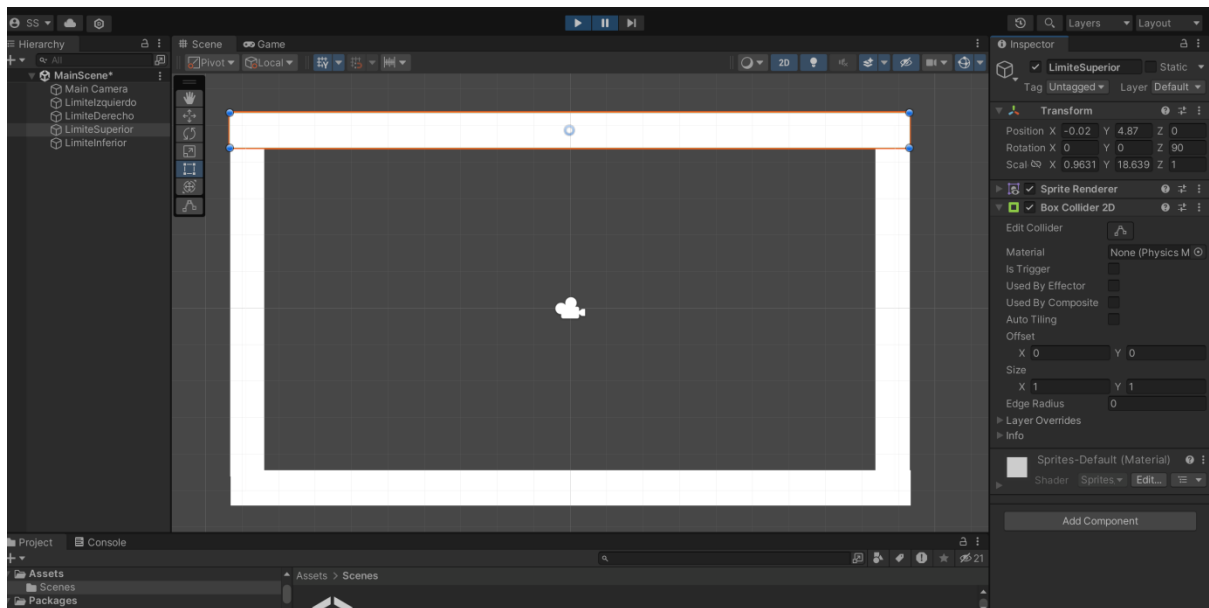 SS Layers Layout
Hierarchy Scene Game Inspector
All Pivot Local 2D LimiteSuperior Static
MainScene* Tag Untagged Layer Default
Main Camera
LimiteIzquierdo
LimiteDerecho
LimiteSuperior
LimiteInferior
Transform
Position X -0.02 Y 4.87 Z 0
Rotation X 0 Y 0 Z 90
Scal X 0.9631 Y 18.639 Z 1
Sprite Renderer
Box Collider 2D
Edit Collider
Material None (Physics M
Is Trigger
Used By Effector
Used By Composite
Auto Tiling
Offset
X 0 Y 0
Size
X 1 Y 1
Edge Radius 0
Layer Overrides
Info
Sprites-Default (Material)
Shader Sprites Edit...
Add Component
Project Console
21
Assets Assets > Scenes
Scenes
Packages